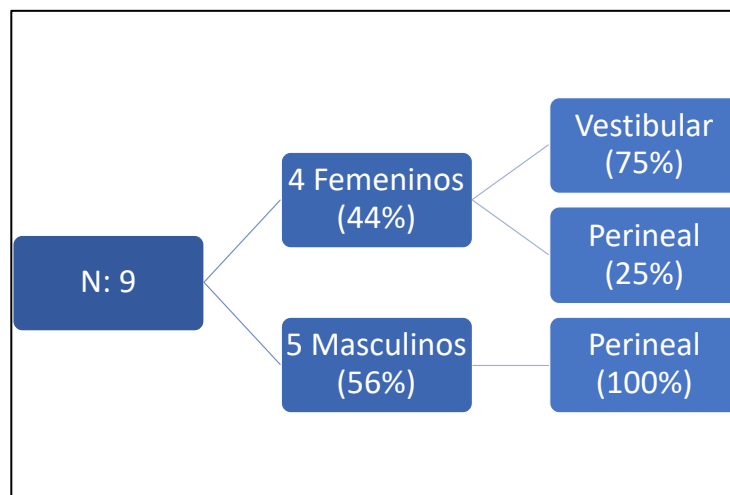 N: 9
4 Femeninos
(44%)
Vestibular
(75%)
Perineal
(25%)
5 Masculinos
(56%)
Perineal
(100%)